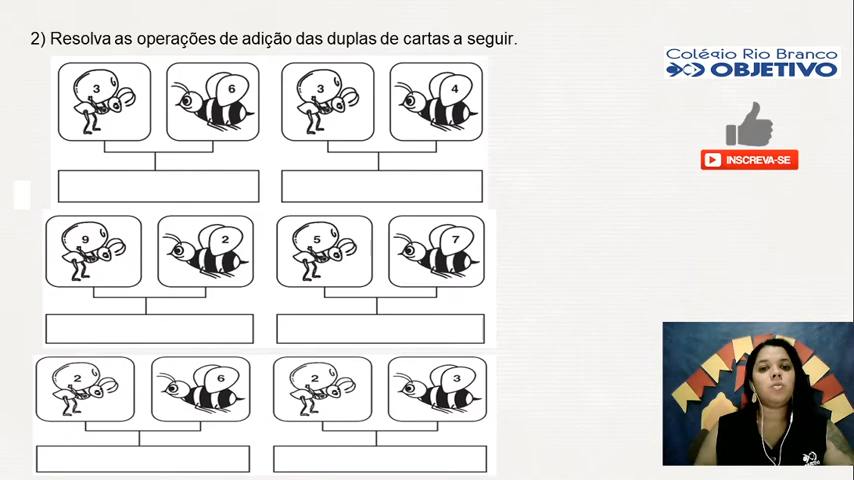 2) Resolva as operações de adição das duplas de cartas a seguir.
Colégio Rio Branco
OBJETIVO
INSCREVA-SE
3 6 3 4
9 2 5 7
2 6 2 3